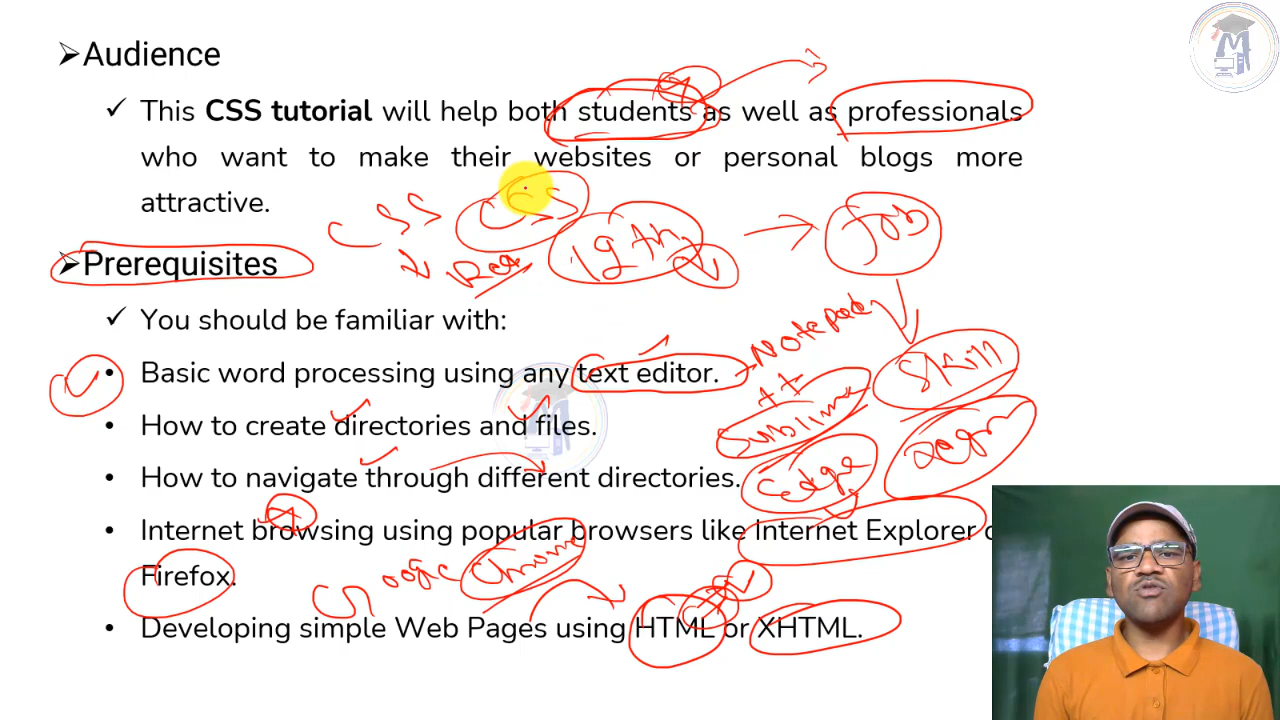 ➢Audience
✓ This CSS tutorial will help both students as well as professionals
who want to make their websites or personal blogs more
attractive.
CSS CSS
➢Prerequisites
Job
✓ You should be familiar with:
Notepad
++
Skill
• Basic word processing using any text editor.
Sublime
• How to create directories and files.
• How to navigate through different directories.
Edge
• Internet browsing using popular browsers like Internet Explorer
Firefox.
Google Chrome
• Developing simple Web Pages using HTML or XHTML.
M